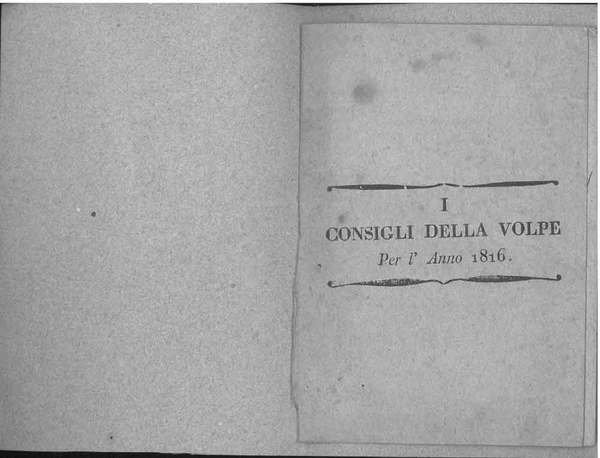 I
CONSIGLI DELLA VOLPE
Per l' Anno 1816.